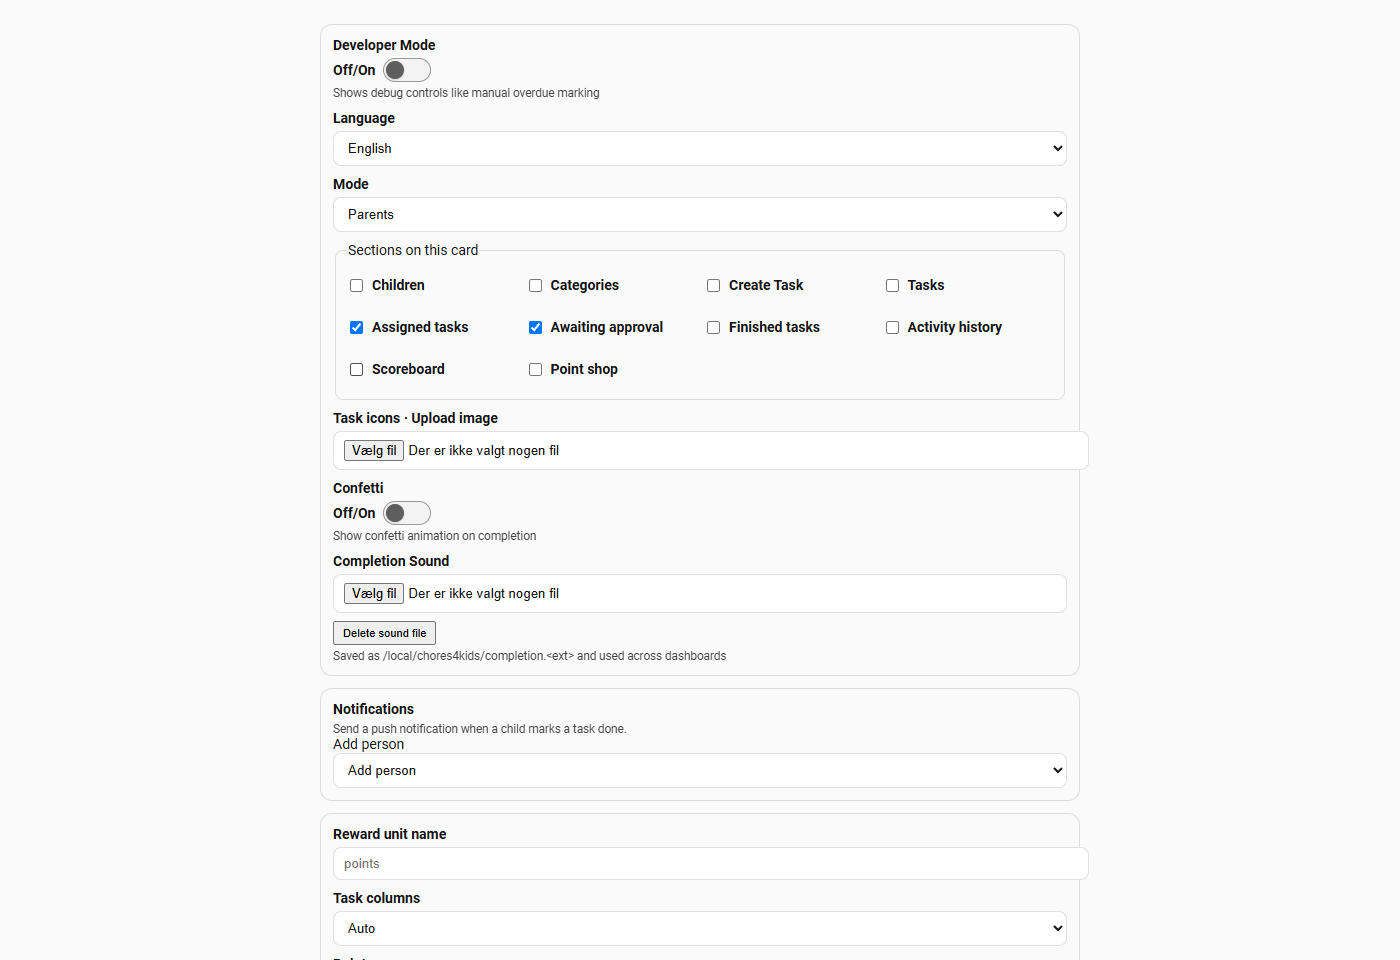 Developer Mode
Off/On
Shows debug controls like manual overdue marking
Language
English
Mode
Parents
Sections on this card
Children Categories Create Task Tasks
Assigned tasks Awaiting approval Finished tasks Activity history
Scoreboard Point shop
Task icons · Upload image
Vælg fil Der er ikke valgt nogen fil
Confetti
Off/On
Show confetti animation on completion
Completion Sound
Vælg fil Der er ikke valgt nogen fil
Delete sound file
Saved as /local/chores4kids/completion.<ext> and used across dashboards
Notifications
Send a push notification when a child marks a task done.
Add person
Add person
Reward unit name
points
Task columns
Auto